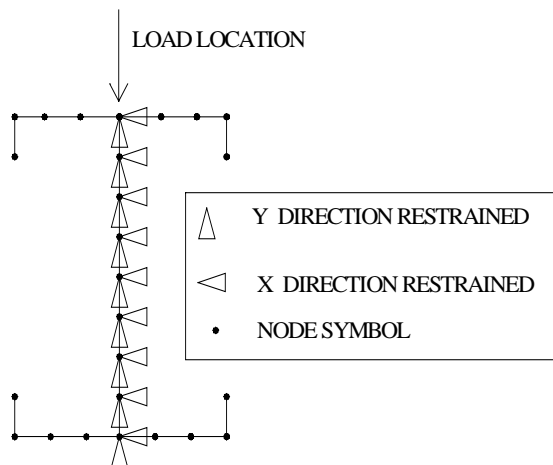 LOAD LOCATION
Y DIRECTION RESTRAINED
X DIRECTION RESTRAINED
NODE SYMBOL